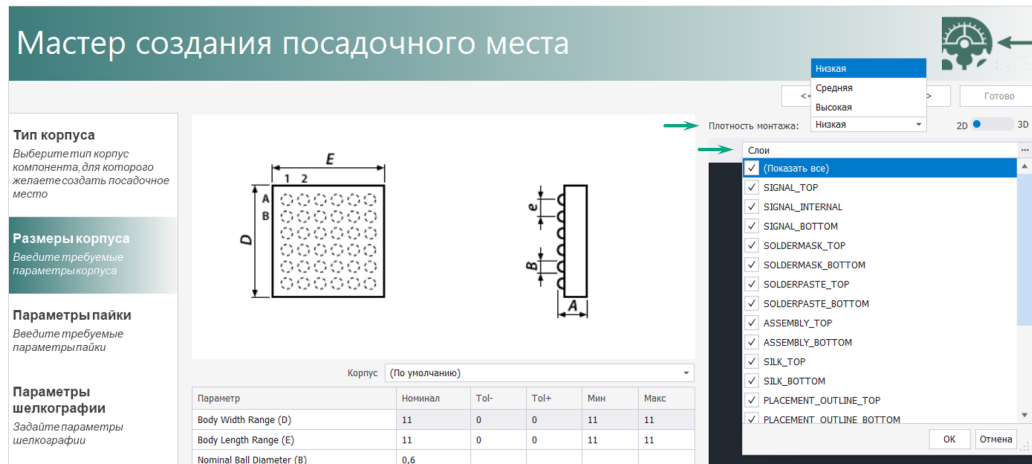 Мастер создания посадочного места
Низкая
Средняя
Высокая
<<
>
Готово
Плотность монтажа:
Низкая
2D
3D
Тип корпуса
Выберите тип корпус
компонента, для которого
желаете создать посадочное
место
Размеры корпуса
Введите требуемые
параметры корпуса
Параметры пайки
Введите требуемые
параметры пайки
Параметры
шелкографии
Задайте параметры
шелкографии
E
1 2
A
B
D
e
B
A
Корпус
(По умолчанию)
Параметр Номинал Tol- Tol+ Мин Макс
Body Width Range (D) 11 0 0 11 11
Body Length Range (E) 11 0 0 11 11
Nominal Ball Diameter (B) 0,6
Слои
...
(Показать все)
SIGNAL_TOP
SIGNAL_INTERNAL
SIGNAL_BOTTOM
SOLDERMASK_TOP
SOLDERMASK_BOTTOM
SOLDERPASTE_TOP
SOLDERPASTE_BOTTOM
ASSEMBLY_TOP
ASSEMBLY_BOTTOM
SILK_TOP
SILK_BOTTOM
PLACEMENT_OUTLINE_TOP
PLACEMENT_OUTLINE_BOTTOM
OK
Отмена